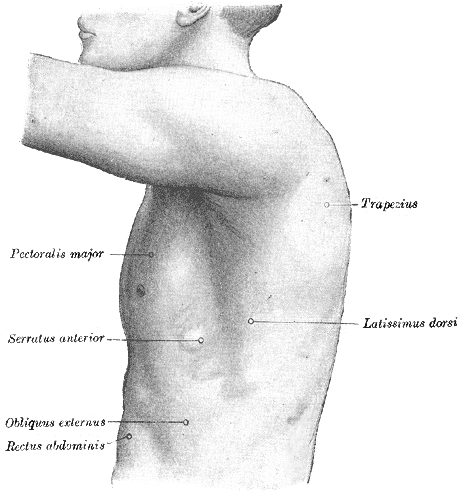 Trapezius
Pectoralis major
Latissimus dorsi
Serratus anterior
Obliquus externus
Rectus abdominis